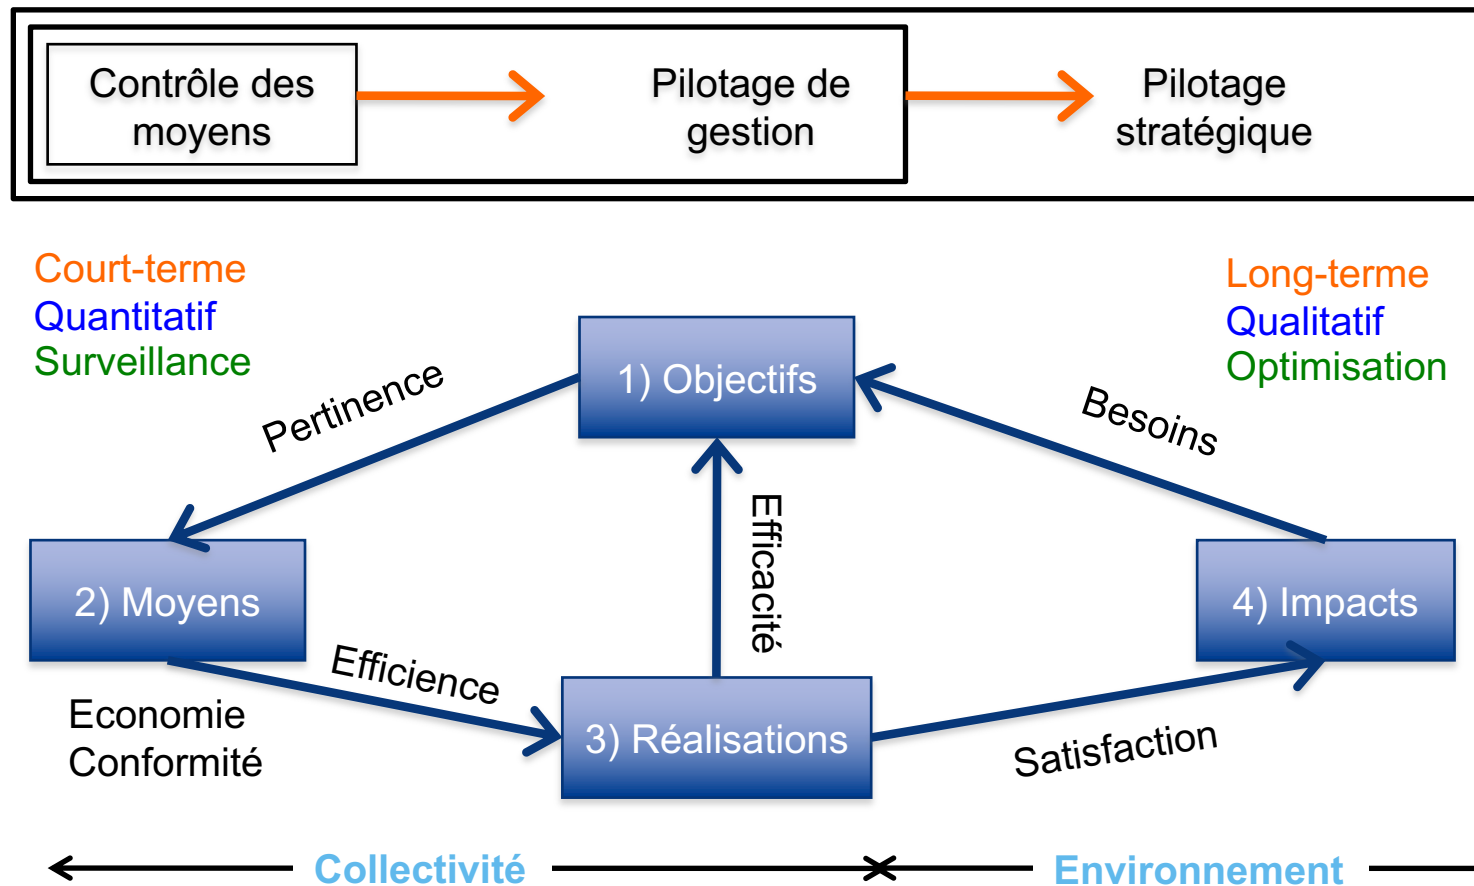 Contrôle des
moyens
Pilotage de
gestion
Pilotage
stratégique
Court-terme
Quantitatif
Surveillance
Long-terme
Qualitatif
Optimisation
1) Objectifs
Pertinence
Besoins
Efficacité
2) Moyens
4) Impacts
Efficience
Economie
Conformité
3) Réalisations
Satisfaction
Collectivité
Environnement